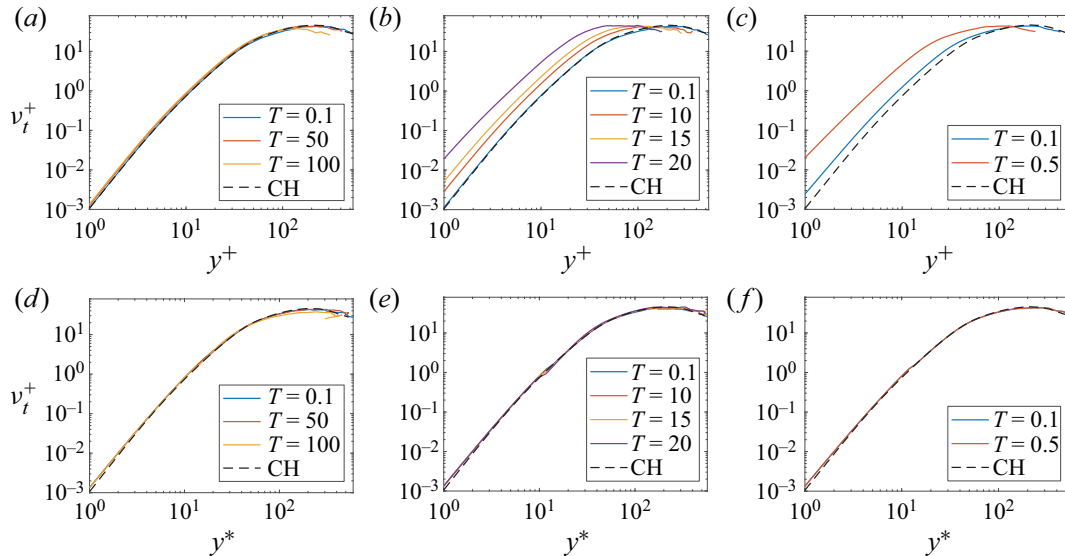 (a)
10^1
10^0
10^–1
10^–2
10^–3
ν_t^+
10^0 10^1 10^2
y^+
T = 0.1
T = 50
T = 100
CH
(b)
10^1
10^0
10^–1
10^–2
10^–3
10^0 10^1 10^2
y^+
T = 0.1
T = 10
T = 15
T = 20
CH
(c)
10^1
10^0
10^–1
10^–2
10^–3
10^0 10^1 10^2
y^+
T = 0.1
T = 0.5
CH
(d)
10^1
10^0
10^–1
10^–2
10^–3
ν_t^+
10^0 10^1 10^2
y*
T = 0.1
T = 50
T = 100
CH
(e)
10^1
10^0
10^–1
10^–2
10^–3
10^0 10^1 10^2
y*
T = 0.1
T = 10
T = 15
T = 20
CH
(f)
10^1
10^0
10^–1
10^–2
10^–3
10^0 10^1 10^2
y*
T = 0.1
T = 0.5
CH